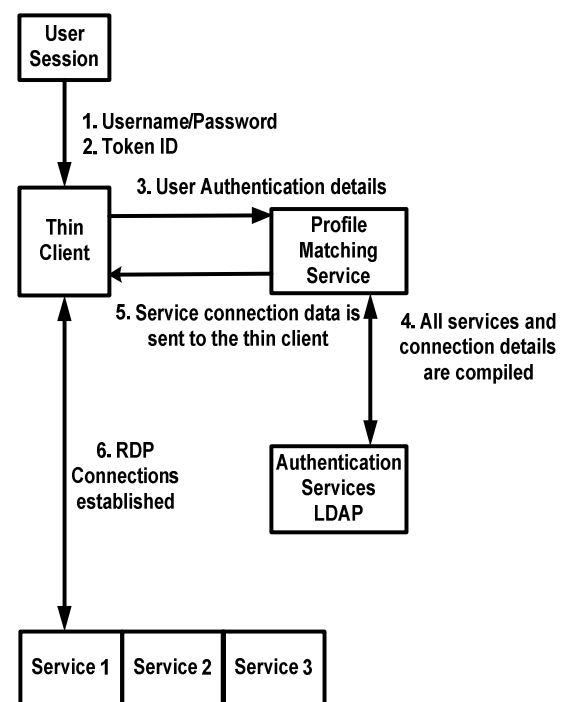 User
Session
1. Username/Password
2. Token ID
3. User Authentication details
Thin
Client
Profile
Matching
Service
5. Service connection data is
sent to the thin client
4. All services and
connection details
are compiled
6. RDP
Connections
established
Authentication
Services
LDAP
Service 1
Service 2
Service 3